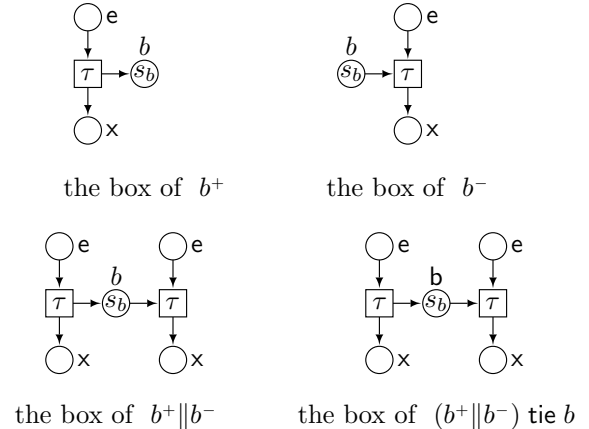 e e
b b
τ s_b s_b τ
x x
the box of b⁺ the box of b⁻
e e e e
b b
τ s_b τ τ s_b τ
x x x x
the box of b⁺∥b⁻ the box of (b⁺∥b⁻) tie b